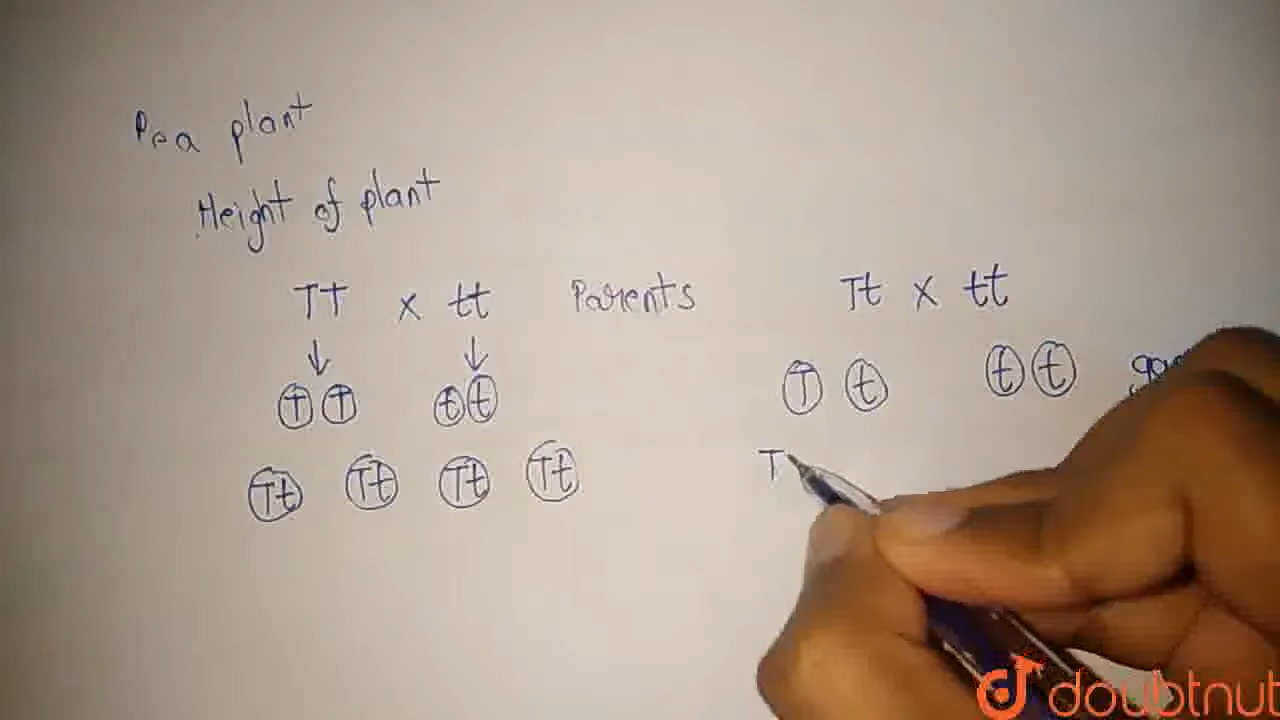 Pea plant
Height of plant
TT x tt Parents Tt x tt
T T t t T t t t
Tt Tt Tt Tt T
doubtnut